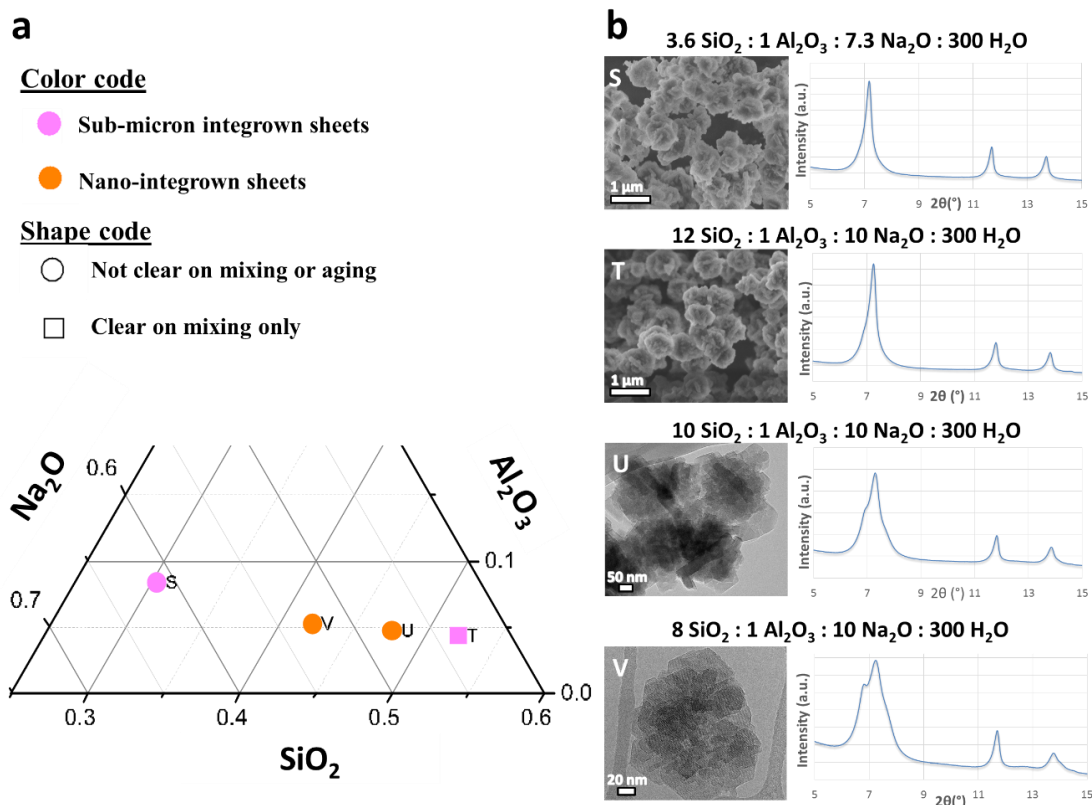 a
Color code
Sub-micron integrown sheets
Nano-integrown sheets
Shape code
Not clear on mixing or aging
Clear on mixing only
Na₂O
Al₂O₃
0.6
0.7
0.1
0.0
S
V
U
T
0.3
0.4
0.5
0.6
SiO₂
b
3.6 SiO₂ : 1 Al₂O₃ : 7.3 Na₂O : 300 H₂O
S
1 µm
Intensity (a.u.)
5 7 9 11 13 15
2θ(°)
12 SiO₂ : 1 Al₂O₃ : 10 Na₂O : 300 H₂O
T
1 µm
Intensity (a.u.)
5 7 9 11 13 15
2θ (°)
10 SiO₂ : 1 Al₂O₃ : 10 Na₂O : 300 H₂O
U
50 nm
Intensity (a.u.)
5 7 9 11 13 15
2θ (°)
8 SiO₂ : 1 Al₂O₃ : 10 Na₂O : 300 H₂O
V
20 nm
Intensity (a.u.)
5 7 9 11 13 15
2θ(°)